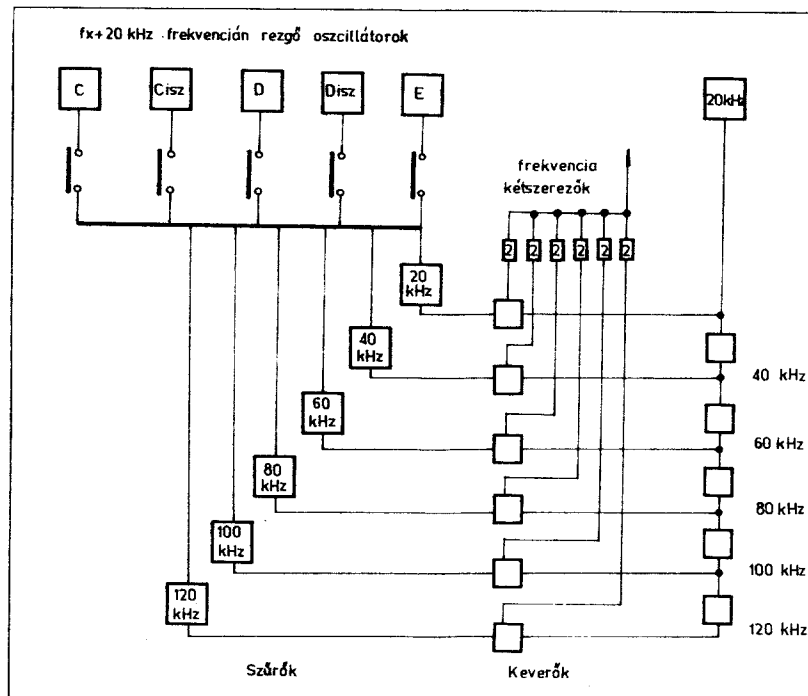 fx+20 kHz frekvencián rezgő oszcillátorok
C Cisz D Disz E 20kHz
frekvencia
kétszerezők
2 2 2 2 2 2
20
kHz
40
kHz
40 kHz
60
kHz
60 kHz
80
kHz
80 kHz
100
kHz
100 kHz
120
kHz
120 kHz
Szűrők Keverők